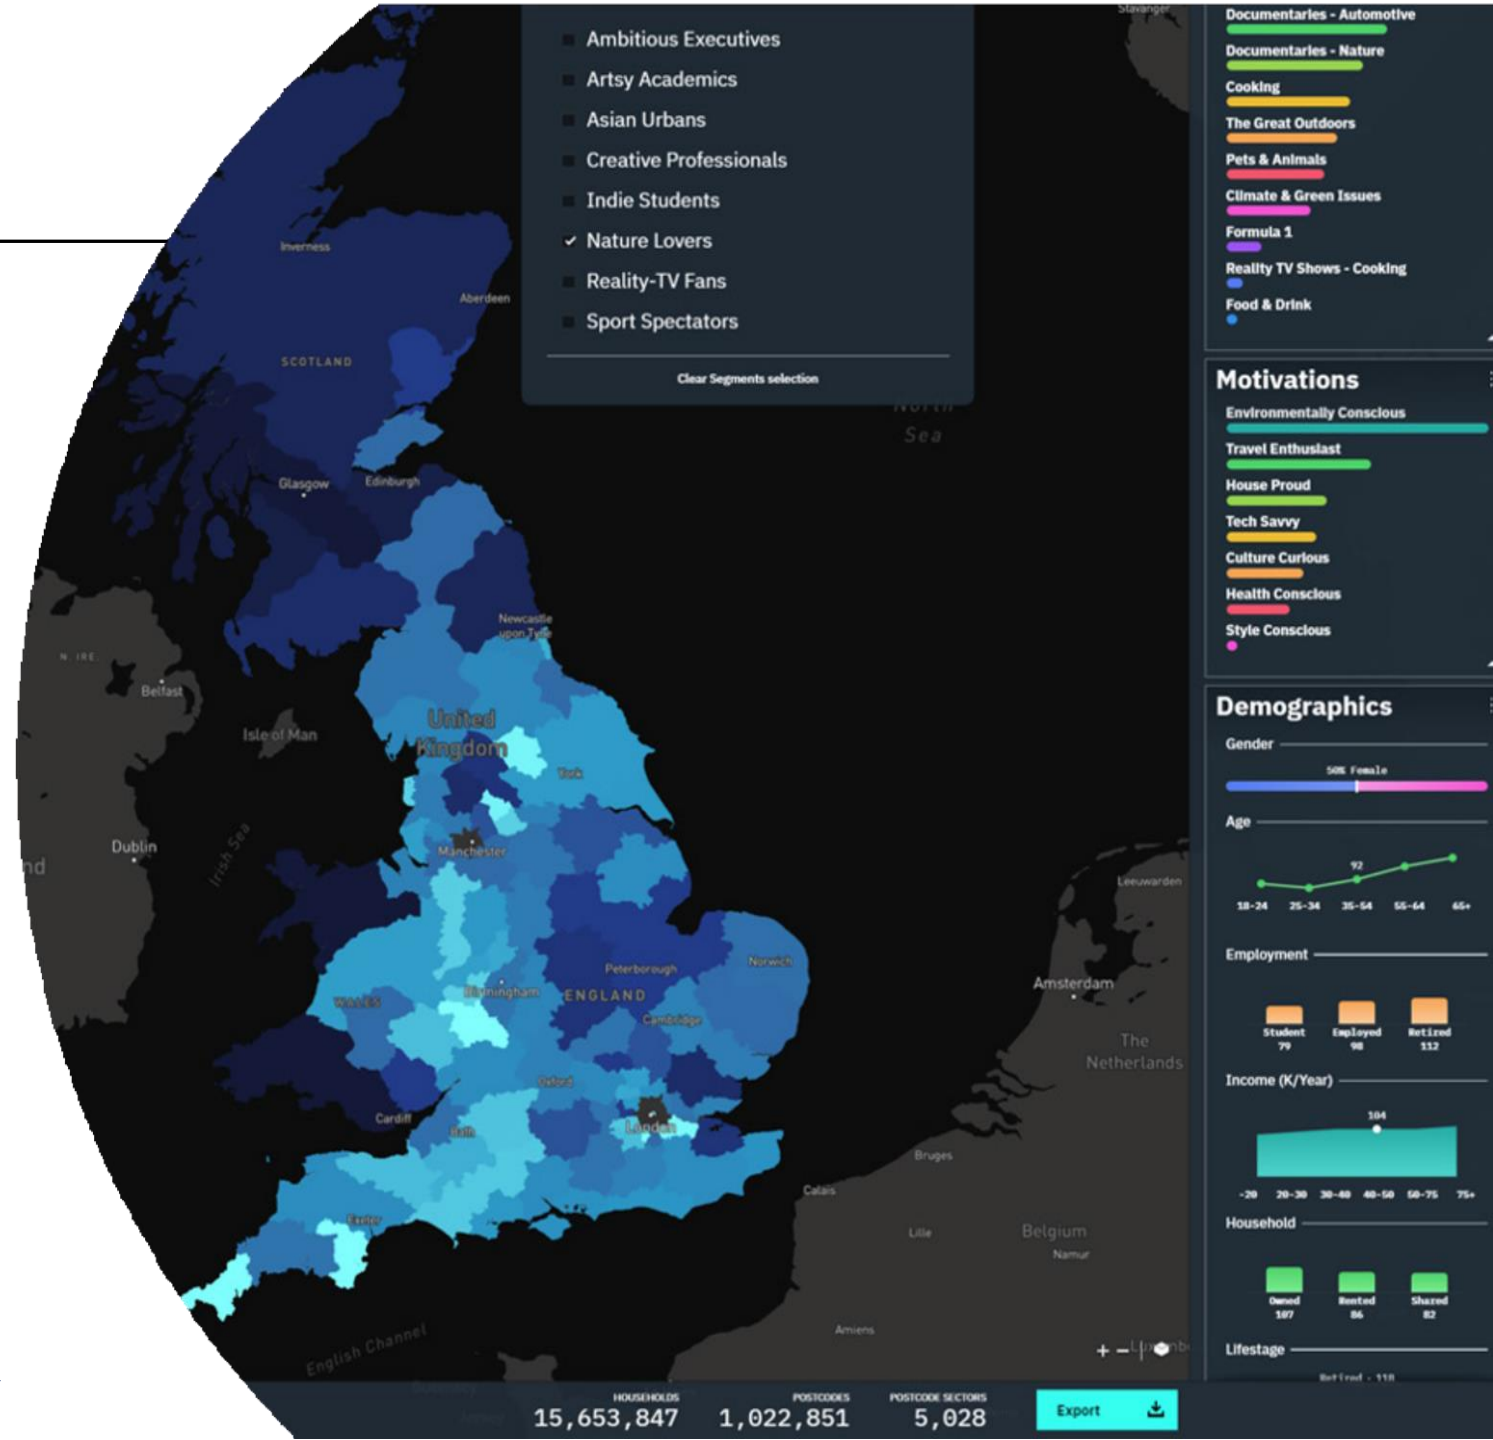 Ambitious Executives
Artsy Academics
Asian Urbans
Creative Professionals
Indie Students
Nature Lovers
Reality-TV Fans
Sport Spectators
Clear Segments selection
Stavanger
North
Sea
Inverness
Aberdeen
SCOTLAND
Glasgow
Edinburgh
Newcastle
upon Tyne
N. IRE.
Belfast
Isle of Man
United
Kingdom
York
Dublin
Irish Sea
nd
Manchester
Leeuwarden
Peterborough
Norwich
Birmingham
ENGLAND
WALES
Cambridge
Amsterdam
The
Netherlands
Oxford
Cardiff
Bath
London
Bruges
Calais
Exeter
Lille
Belgium
Namur
Amiens
English Channel
Documentaries - Automotive
Documentaries - Nature
Cooking
The Great Outdoors
Pets & Animals
Climate & Green Issues
Formula 1
Reality TV Shows - Cooking
Food & Drink
Motivations
Environmentally Conscious
Travel Enthusiast
House Proud
Tech Savvy
Culture Curious
Health Conscious
Style Conscious
Demographics
Gender
50% Female
Age
92
18-24 25-34 35-54 55-64 65+
Employment
Student Employed Retired
79 98 112
Income (K/Year)
104
-20 20-30 30-40 40-50 50-75 75+
Household
Owned Rented Shared
107 86 82
Lifestage
Retired - 118
HOUSEHOLDS POSTCODES POSTCODE SECTORS
15,653,847 1,022,851 5,028
Export